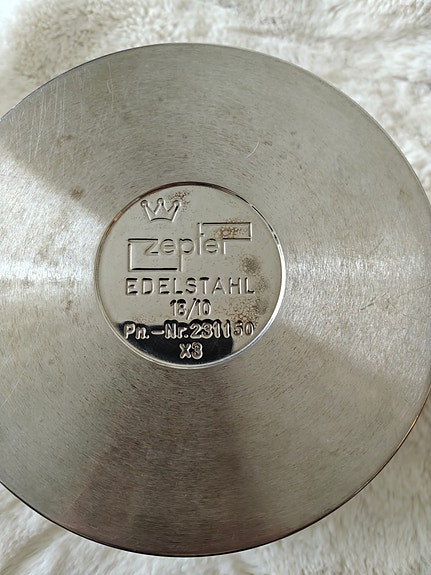 zepter
EDELSTAHL
18/10
Pn.-Nr.231150
X3